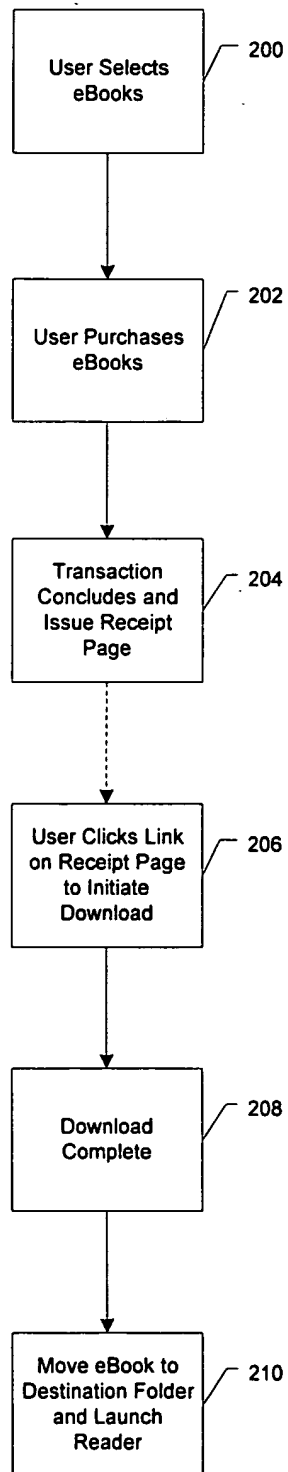 User Selects
eBooks
200
User Purchases
eBooks
202
Transaction
Concludes and
Issue Receipt
Page
204
User Clicks Link
on Receipt Page
to Initiate
Download
206
Download
Complete
208
Move eBook to
Destination Folder
and Launch
Reader
210